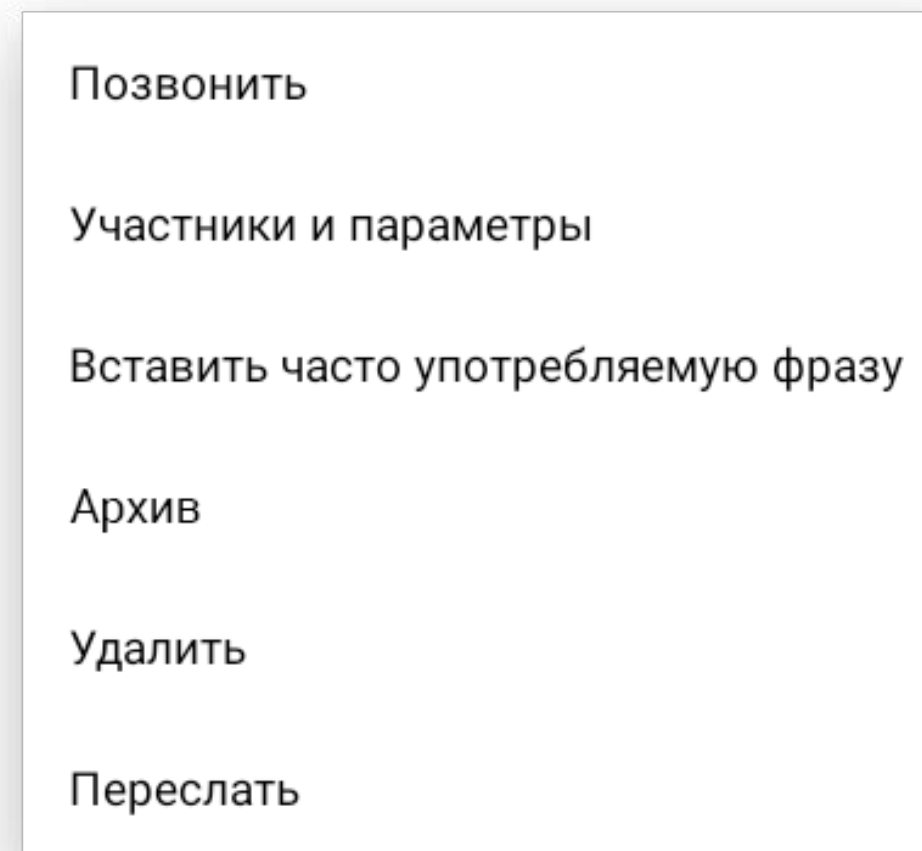 Позвонить
Участники и параметры
Вставить часто употребляемую фразу
Архив
Удалить
Переслать